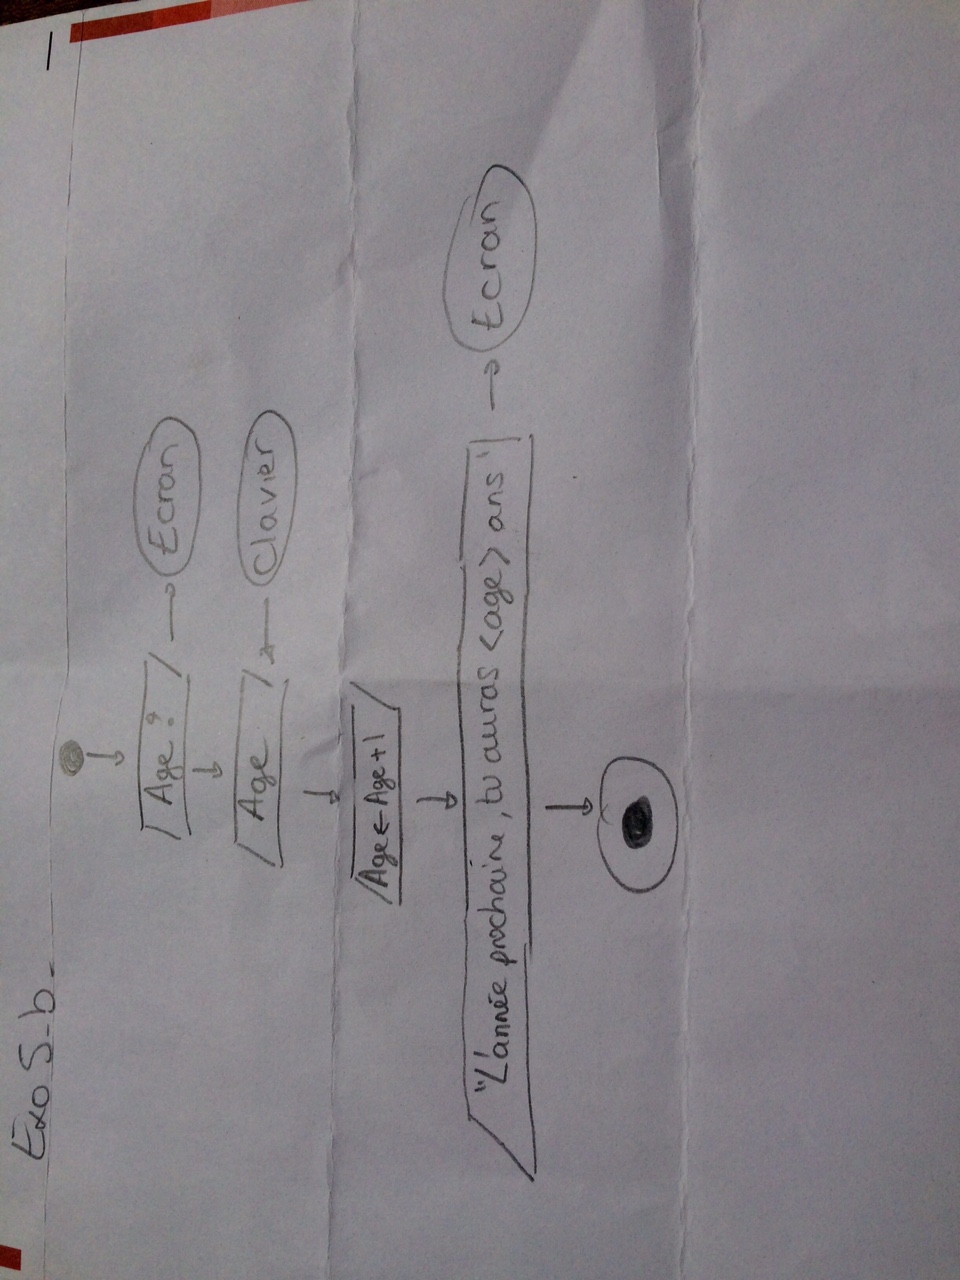 Exo 5-b.
Age ? → Ecran
Age ← Clavier
Age ← Age + 1
"L'année prochaine, tu auras <age> ans" → Ecran